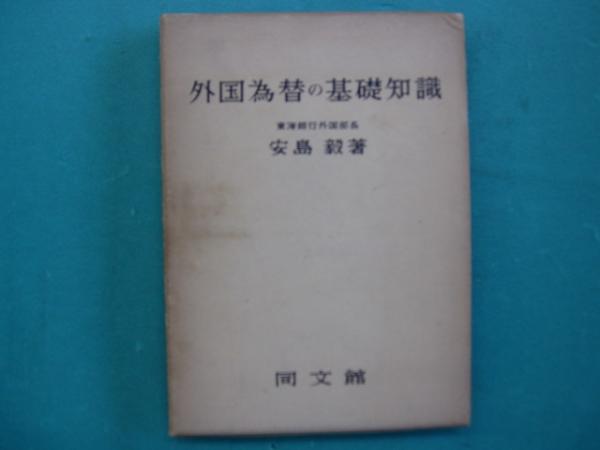 外国為替の基礎知識
東海銀行外国部長
安島 毅著
同文館